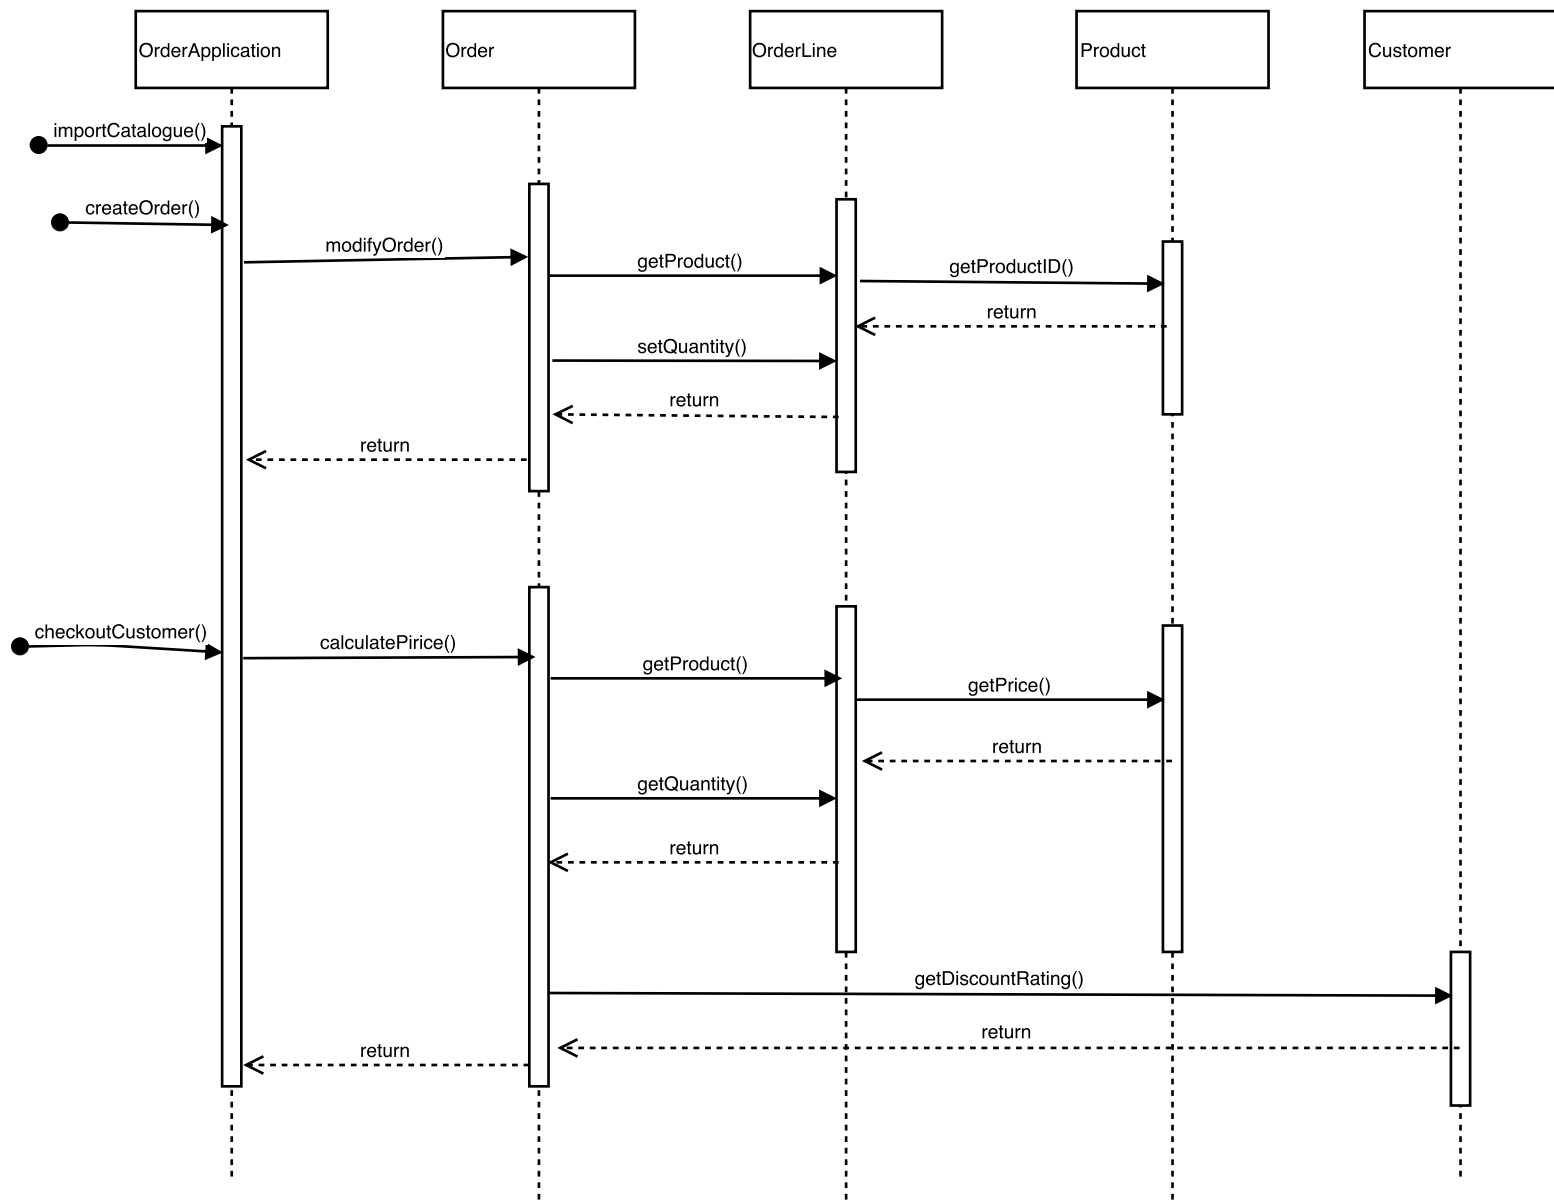 OrderApplication
Order
OrderLine
Product
Customer
importCatalogue()
createOrder()
modifyOrder()
getProduct()
getProductID()
return
setQuantity()
return
return
checkoutCustomer()
calculatePirice()
getProduct()
getPrice()
return
getQuantity()
return
getDiscountRating()
return
return